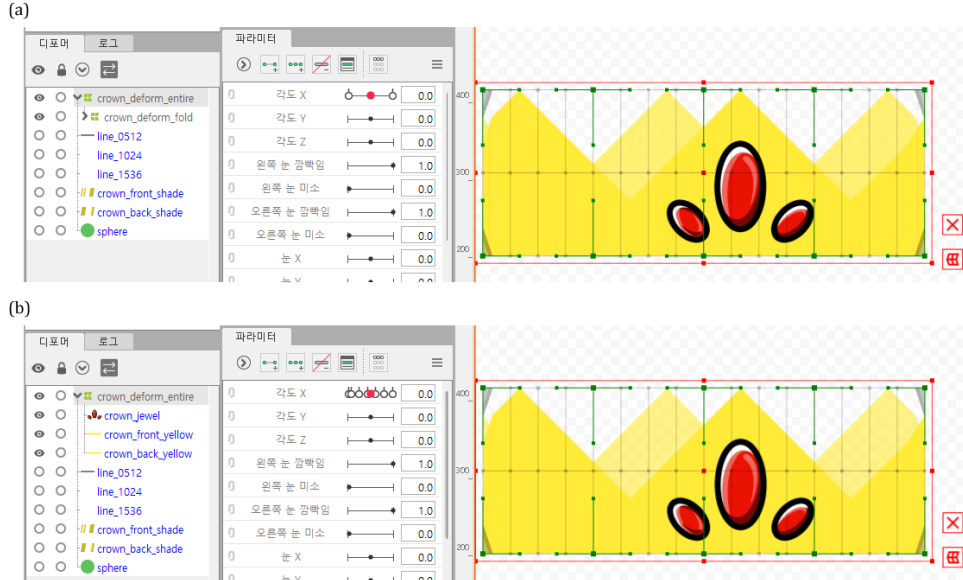 (a)
디포머 로그
파라미터
crown_deform_entire
crown_deform_fold
line_0512
line_1024
line_1536
crown_front_shade
crown_back_shade
sphere
각도 X 0.0
각도 Y 0.0
각도 Z 0.0
왼쪽 눈 깜빡임 1.0
왼쪽 눈 미소 0.0
오른쪽 눈 깜빡임 1.0
오른쪽 눈 미소 0.0
눈 X 0.0
400
300
200
(b)
디포머 로그
파라미터
crown_deform_entire
crown_jewel
crown_front_yellow
crown_back_yellow
line_0512
line_1024
line_1536
crown_front_shade
crown_back_shade
sphere
각도 X 0.0
각도 Y 0.0
각도 Z 0.0
왼쪽 눈 깜빡임 1.0
왼쪽 눈 미소 0.0
오른쪽 눈 깜빡임 1.0
오른쪽 눈 미소 0.0
눈 X 0.0
400
300
200